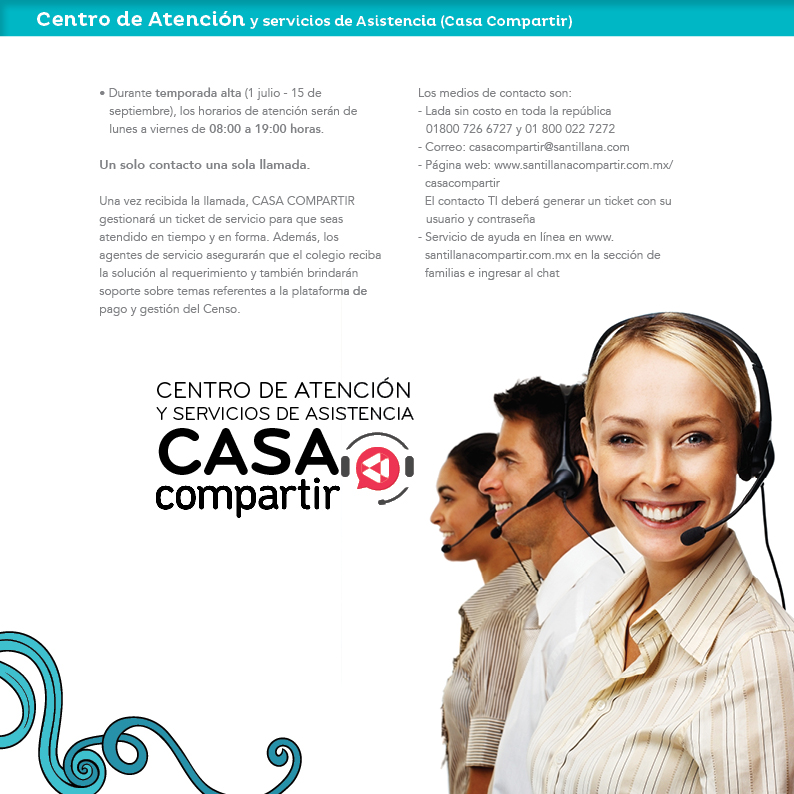 Centro de Atención y servicios de Asistencia (Casa Compartir)
• Durante temporada alta (1 julio - 15 de
septiembre), los horarios de atención serán de
lunes a viernes de 08:00 a 19:00 horas.
Un solo contacto una sola llamada.
Una vez recibida la llamada, CASA COMPARTIR
gestionará un ticket de servicio para que seas
atendido en tiempo y en forma. Además, los
agentes de servicio asegurarán que el colegio reciba
la solución al requerimiento y también brindarán
soporte sobre temas referentes a la plataforma de
pago y gestión del Censo.
Los medios de contacto son:
- Lada sin costo en toda la república
01800 726 6727 y 01 800 022 7272
- Correo: casacompartir@santillana.com
- Página web: www.santillanacompartir.com.mx/
casacompartir
El contacto TI deberá generar un ticket con su
usuario y contraseña
- Servicio de ayuda en línea en www.
santillanacompartir.com.mx en la sección de
familias e ingresar al chat
CENTRO DE ATENCIÓN
Y SERVICIOS DE ASISTENCIA
CASA
compartir